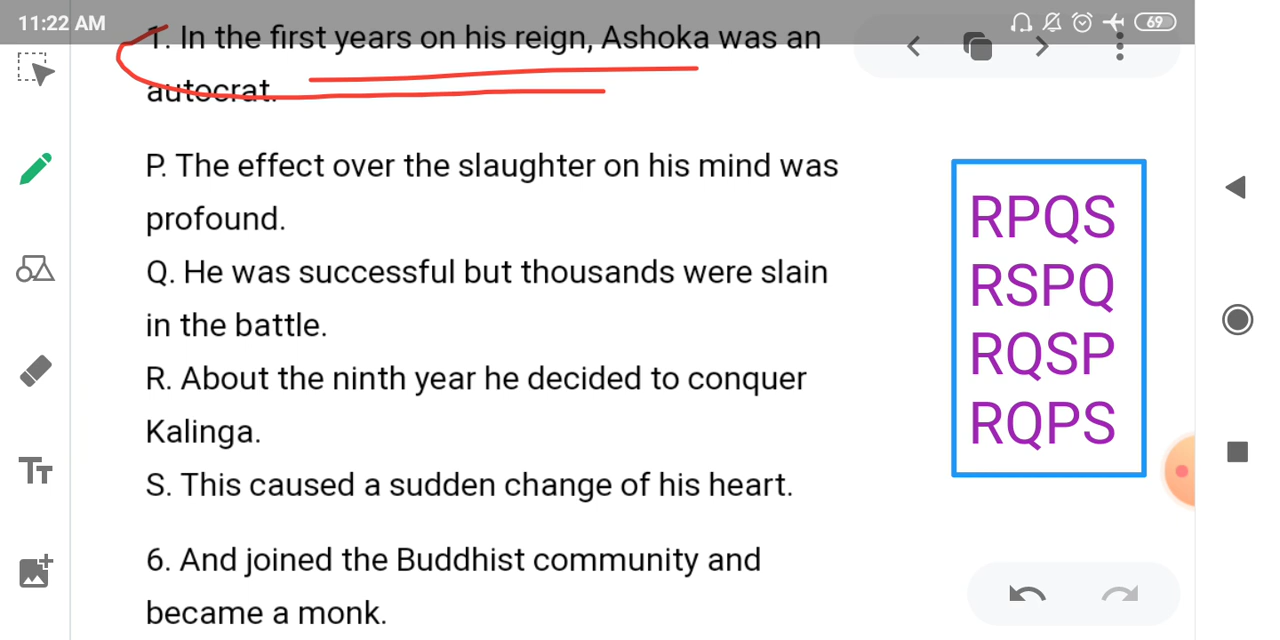 11:22 AM
69
1. In the first years on his reign, Ashoka was an
autocrat.
P. The effect over the slaughter on his mind was
profound.
Q. He was successful but thousands were slain
in the battle.
R. About the ninth year he decided to conquer
Kalinga.
S. This caused a sudden change of his heart.
6. And joined the Buddhist community and
became a monk.
RPQS
RSPQ
RQSP
RQPS
TT